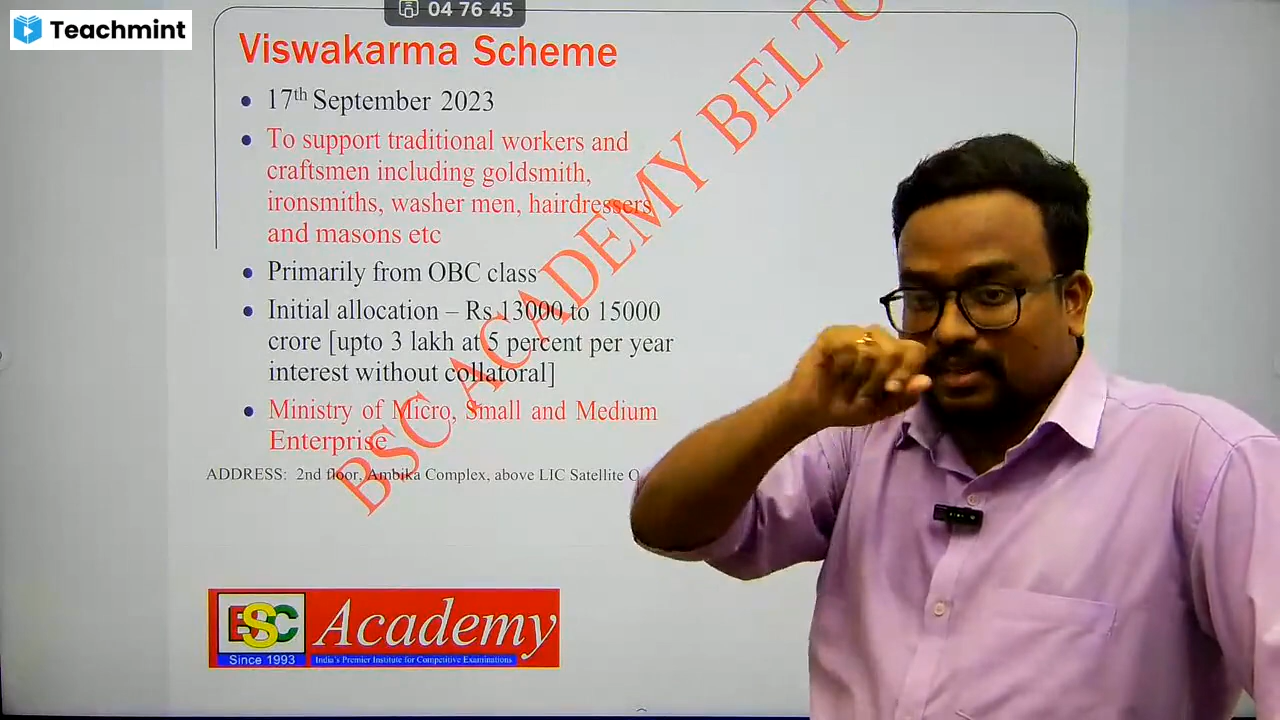 Teachmint
04 76 45
Viswakarma Scheme
• 17th September 2023
• To support traditional workers and
craftsmen including goldsmith,
ironsmiths, washer men, hairdressers
and masons etc
• Primarily from OBC class
• Initial allocation – Rs 13000 to 15000
crore [upto 3 lakh at 5 percent per year
interest without collatoral]
• Ministry of Micro, Small and Medium
Enterprise
BSC ACADEMY BELTO
ADDRESS: 2nd floor, Ambika Complex, above LIC Satellite O
BSC Academy
Since 1993
India's Premier Institute for Competitive Examinations